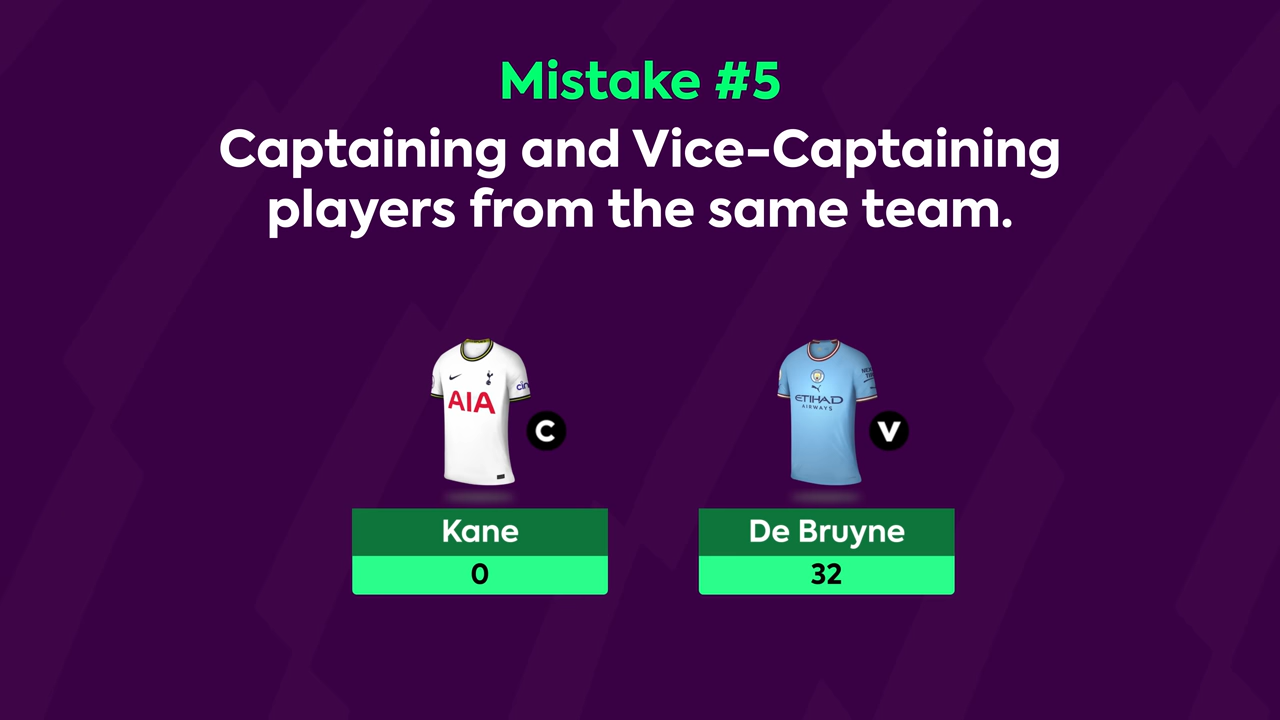 Mistake #5
Captaining and Vice-Captaining
players from the same team.
AIA
C
ETIHAD
AIRWAYS
V
Kane
De Bruyne
0
32